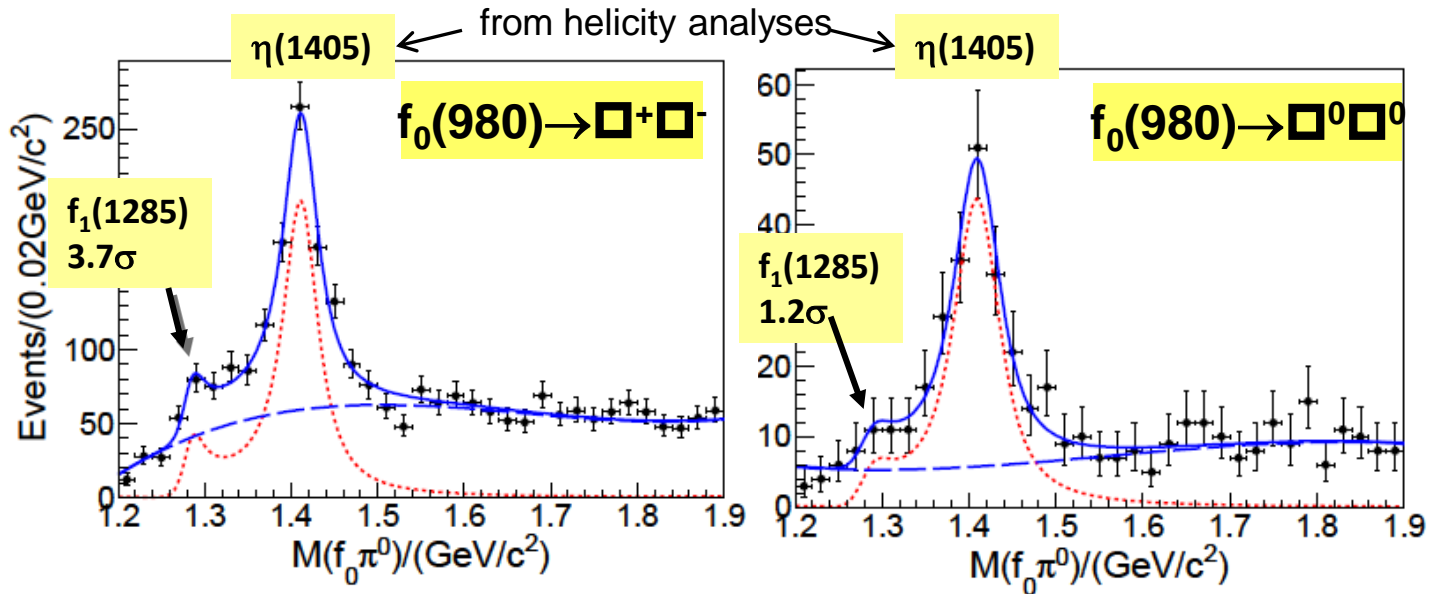 from helicity analyses
η(1405)
η(1405)
f₀(980)→□⁺□⁻
f₀(980)→□⁰□⁰
f₁(1285)
3.7σ
f₁(1285)
1.2σ
Events/(0.02GeV/c²)
250
100
50
0
1.2 1.3 1.4 1.5 1.6 1.7 1.8 1.9
M(f₀π⁰)/(GeV/c²)
60
50
40
20
10
0
1.2 1.3 1.4 1.5 1.6 1.7 1.8 1.9
M(f₀π⁰)/(GeV/c²)